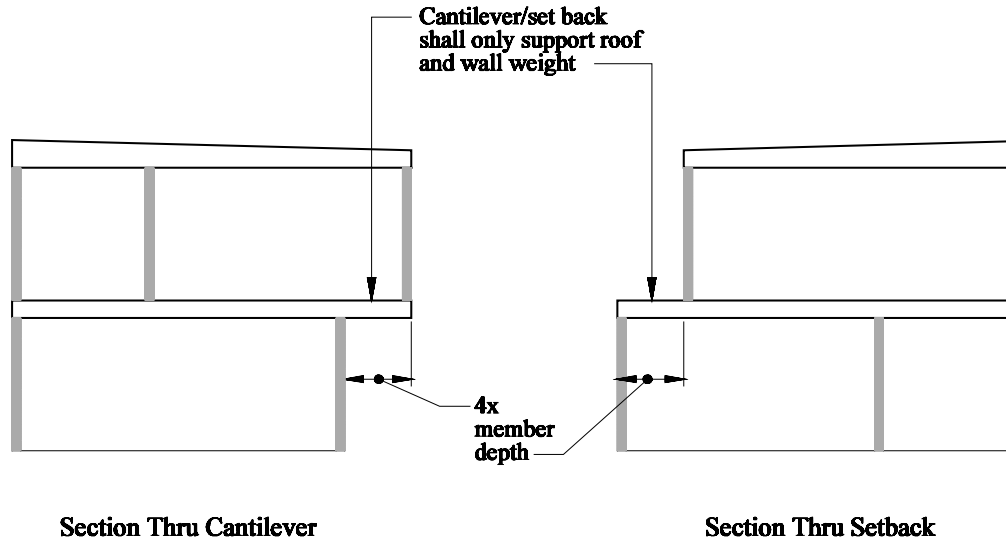 Cantilever/set back
shall only support roof
and wall weight
4x
member
depth
Section Thru Cantilever
Section Thru Setback